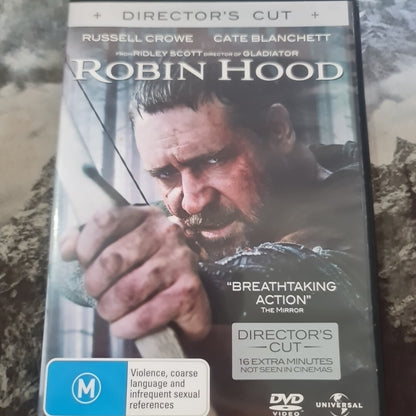 + DIRECTOR'S CUT +
RUSSELL CROWE CATE BLANCHETT
FROM RIDLEY SCOTT DIRECTOR OF GLADIATOR
ROBIN HOOD
"BREATHTAKING
ACTION"
THE MIRROR
DIRECTOR'S
CUT
16 EXTRA MINUTES
NOT SEEN IN CINEMAS
M
Violence, coarse
language and
infrequent sexual
references
DVD
VIDEO
UNIVERSAL